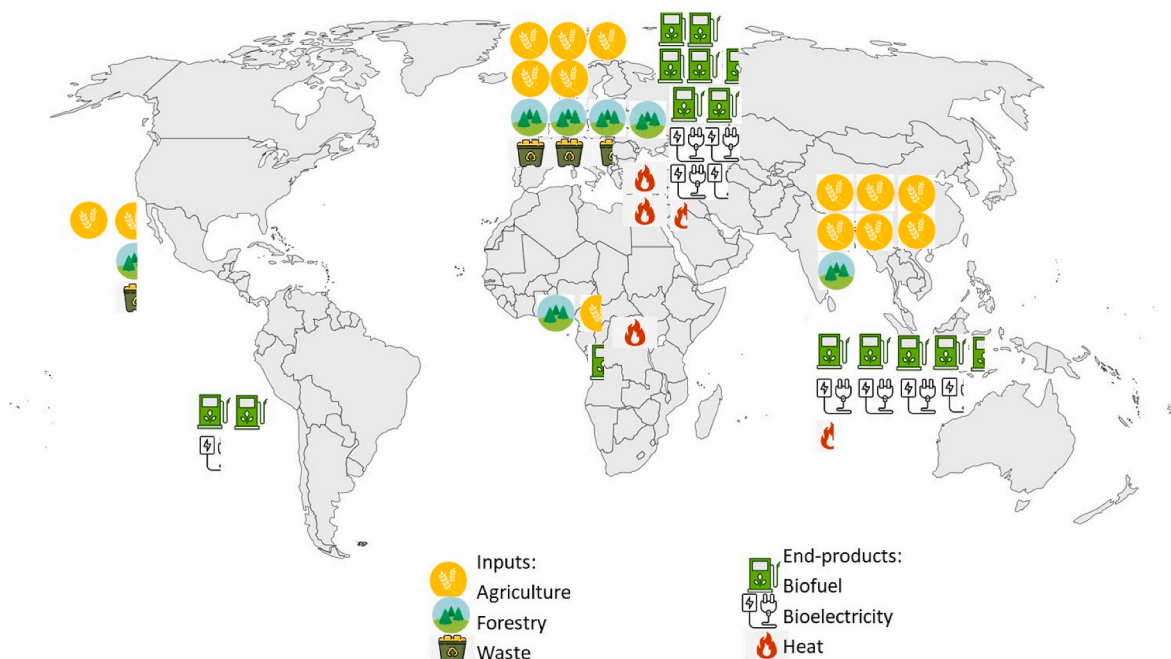 Inputs:
Agriculture
Forestry
Waste
End-products:
Biofuel
Bioelectricity
Heat